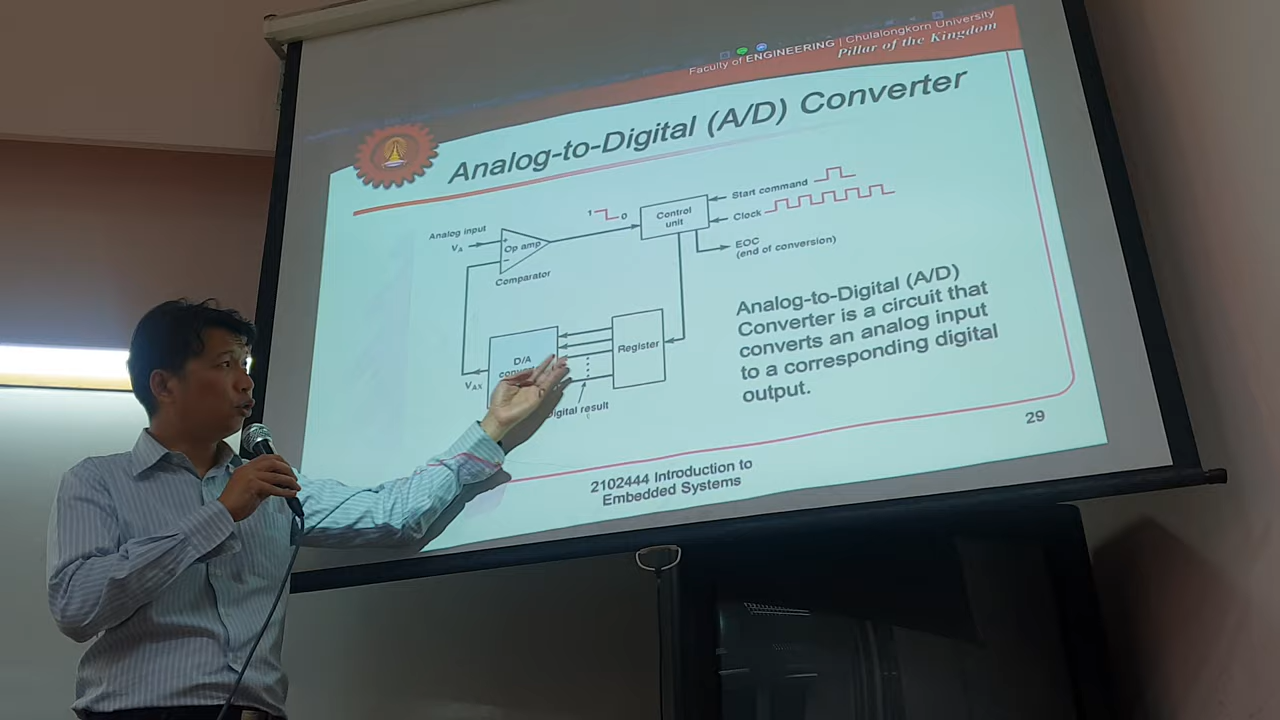 Faculty of ENGINEERING | Chulalongkorn University
Pillar of the Kingdom
Analog-to-Digital (A/D) Converter
Start command
Clock
1
0
Control
unit
Analog input
VA
+
Op amp
−
Comparator
EOC
(end of conversion)
D/A
Register
VAX
Digital result
Analog-to-Digital (A/D)
Converter is a circuit that
converts an analog input
to a corresponding digital
output.
29
2102444 Introduction to
Embedded Systems